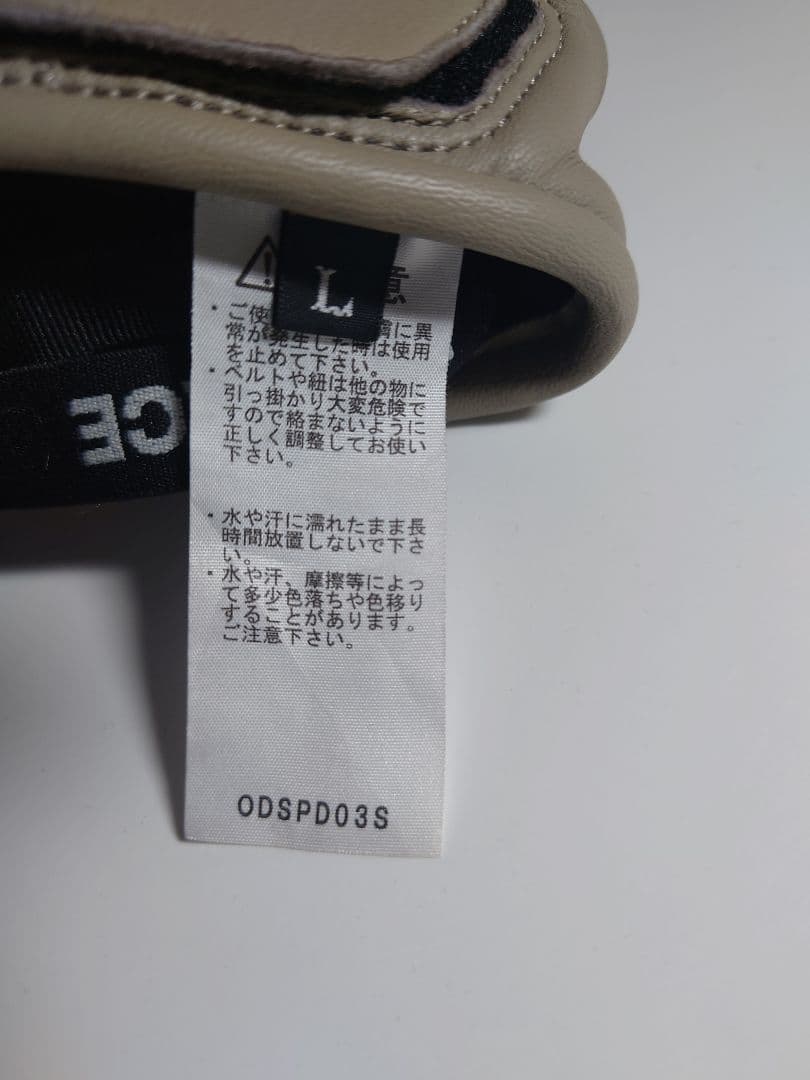 L
意
・ご使 に異
常が発生した時は使用
を止めて下さい。
・ベルトや紐は他の物に
引っ掛かり大変危険で
すので絡まないように
正しく調整してお使い
下さい。
ICE
・水や汗に濡れたまま長
時間放置しないで下さ
い。
・水や汗、摩擦等によっ
て多少色落ちや色移り
することがあります。
ご注意下さい。
ODSPD03S